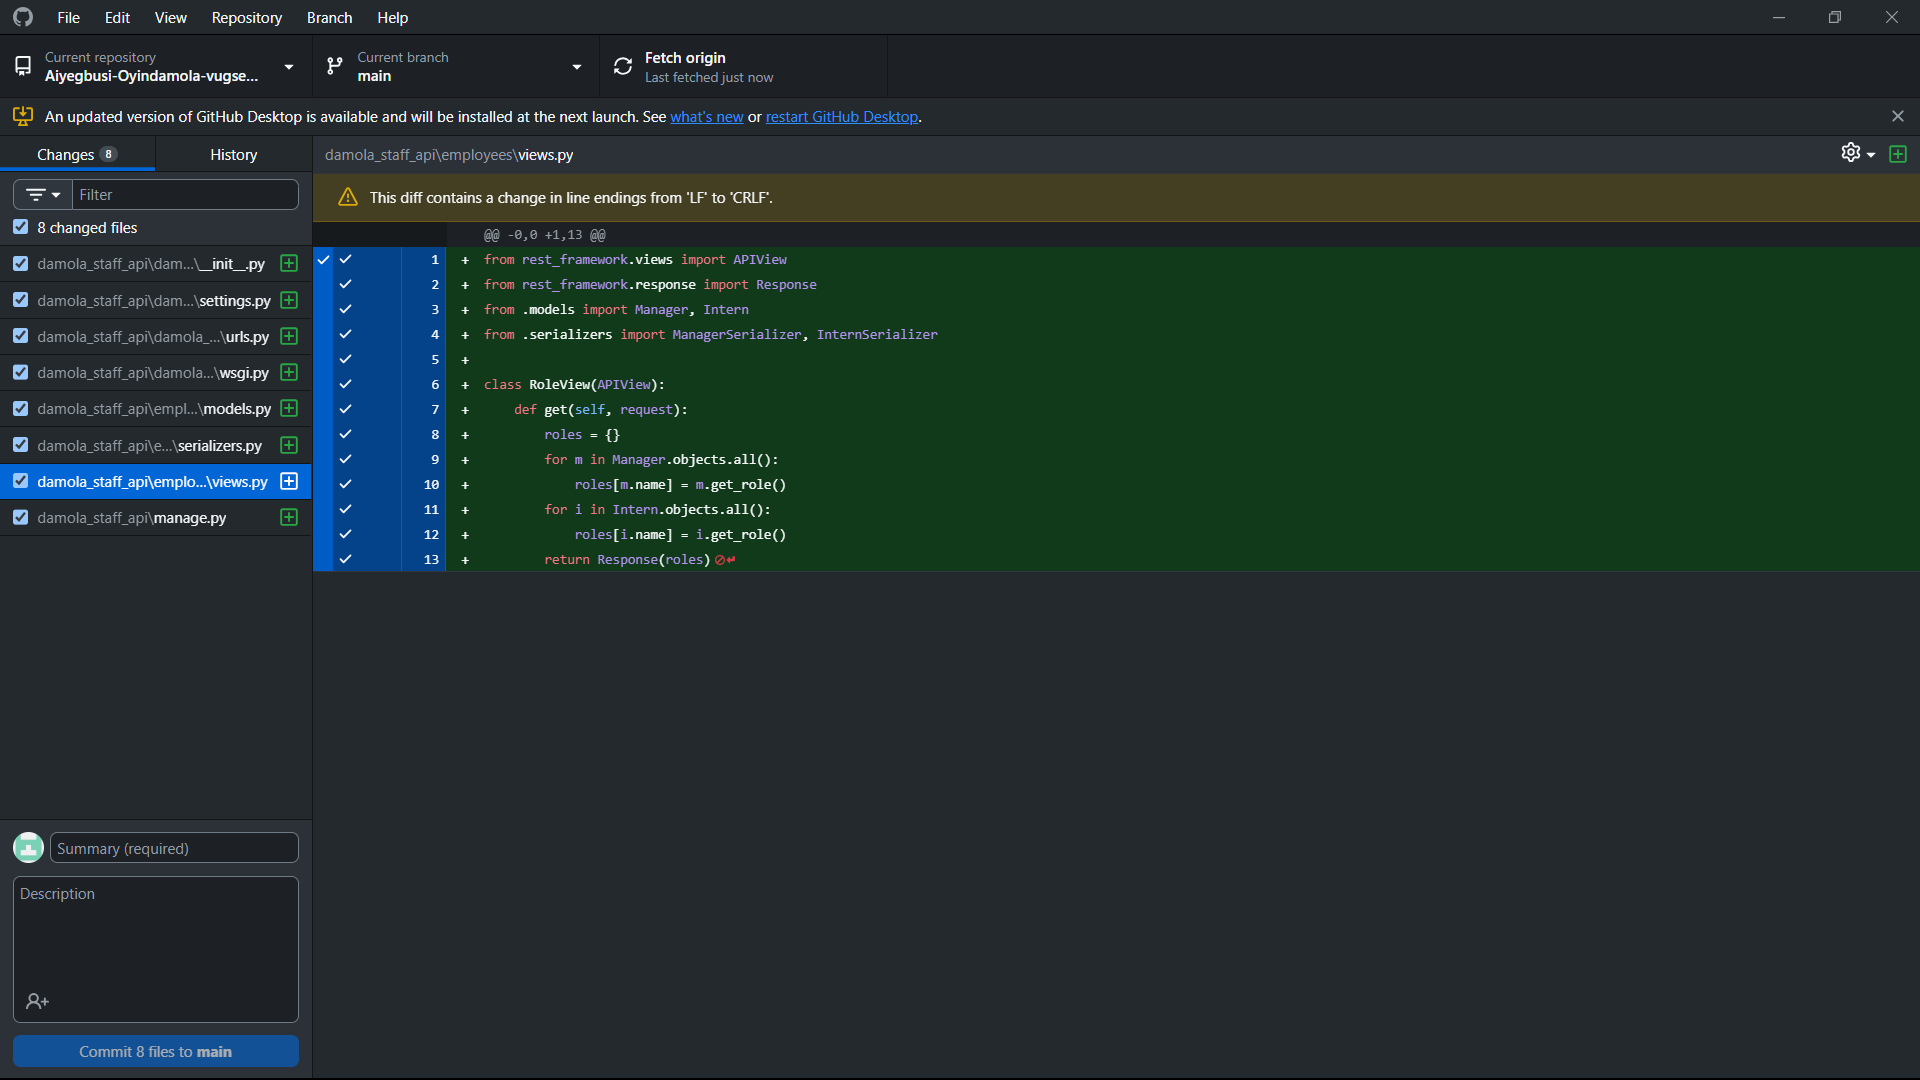 File Edit View Repository Branch Help
Current repository
Aiyegbusi-Oyindamola-vugse...
Current branch
main
Fetch origin
Last fetched just now
An updated version of GitHub Desktop is available and will be installed at the next launch. See what's new or restart GitHub Desktop.
Changes 8
History
damola_staff_api\employees\views.py
Filter
8 changed files
damola_staff_api\dam...\__init__.py
damola_staff_api\dam...\settings.py
damola_staff_api\damola_...\urls.py
damola_staff_api\damola...\wsgi.py
damola_staff_api\empl...\models.py
damola_staff_api\e...\serializers.py
damola_staff_api\emplo...\views.py
damola_staff_api\manage.py
This diff contains a change in line endings from 'LF' to 'CRLF'.
@@ -0,0 +1,13 @@
1 + from rest_framework.views import APIView
2 + from rest_framework.response import Response
3 + from .models import Manager, Intern
4 + from .serializers import ManagerSerializer, InternSerializer
5 +
6 + class RoleView(APIView):
7 +     def get(self, request):
8 +         roles = {}
9 +         for m in Manager.objects.all():
10 +             roles[m.name] = m.get_role()
11 +         for i in Intern.objects.all():
12 +             roles[i.name] = i.get_role()
13 +         return Response(roles)
Summary (required)
Description
Commit 8 files to main